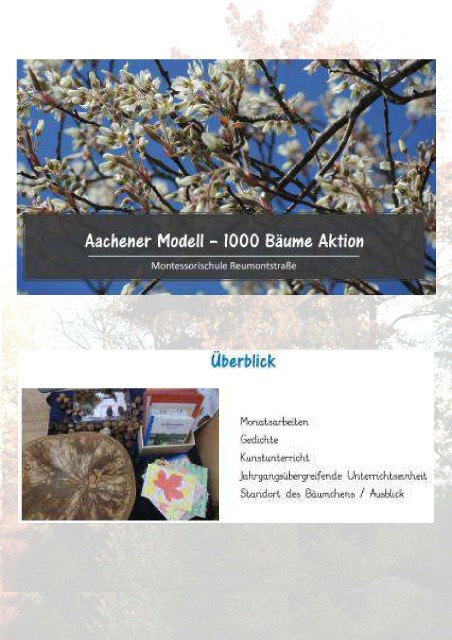 Aachener Modell – 1000 Bäume Aktion
Montessorischule Reumontstraße
Überblick
Monatsarbeiten
Gedichte
Kunstunterricht
Jahrgangsübergreifende Unterrichtseinheit
Standort des Bäumchens / Ausblick